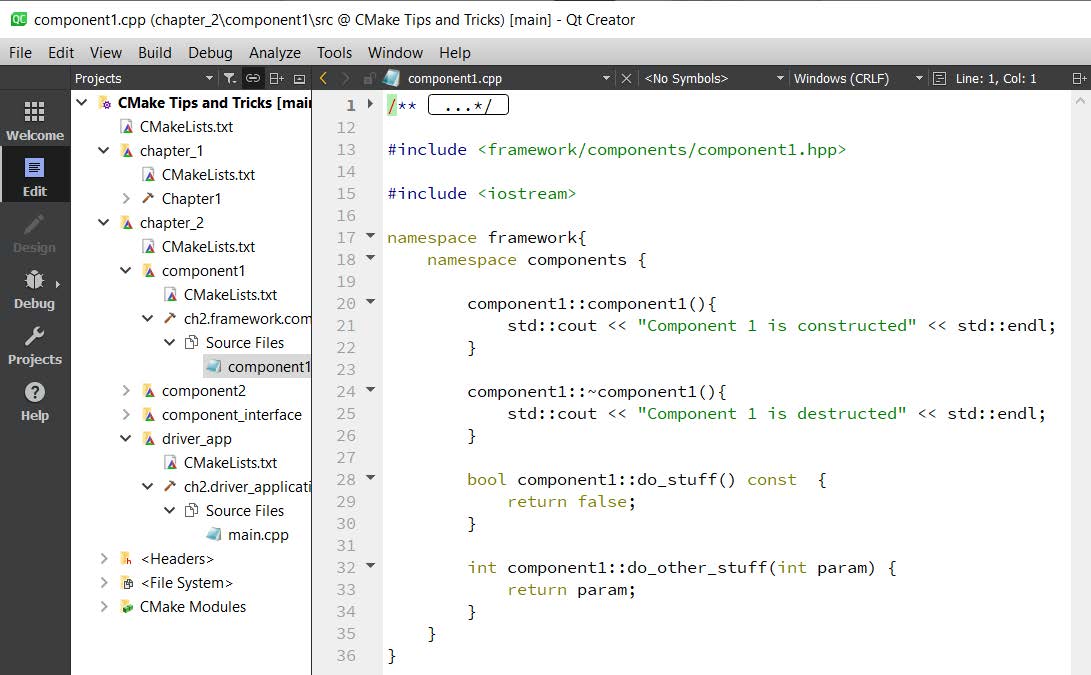 QC component1.cpp (chapter_2\component1\src @ CMake Tips and Tricks) [main] - Qt Creator
File Edit View Build Debug Analyze Tools Window Help
Projects component1.cpp <No Symbols> Windows (CRLF) Line: 1, Col: 1
Welcome
Edit
Design
Debug
Projects
Help
CMake Tips and Tricks [mai
CMakeLists.txt
chapter_1
CMakeLists.txt
Chapter1
chapter_2
CMakeLists.txt
component1
CMakeLists.txt
ch2.framework.com
Source Files
component1
component2
component_interface
driver_app
CMakeLists.txt
ch2.driver_applicati
Source Files
main.cpp
<Headers>
<File System>
CMake Modules
1 /** ...*/
12
13 #include <framework/components/component1.hpp>
14
15 #include <iostream>
16
17 namespace framework{
18     namespace components {
19
20         component1::component1(){
21             std::cout << "Component 1 is constructed" << std::endl;
22         }
23
24         component1::~component1(){
25             std::cout << "Component 1 is destructed" << std::endl;
26         }
27
28         bool component1::do_stuff() const  {
29             return false;
30         }
31
32         int component1::do_other_stuff(int param) {
33             return param;
34         }
35     }
36 }